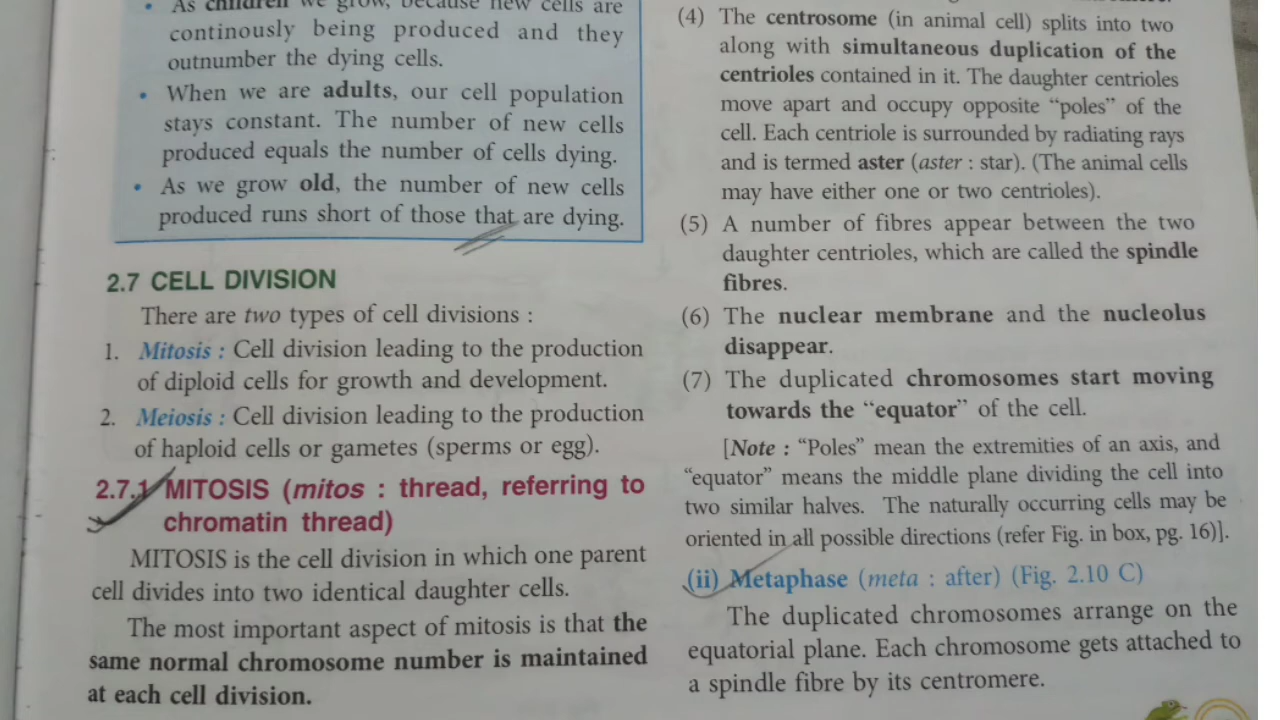 • As children we grow, because new cells are
continously being produced and they
outnumber the dying cells.
• When we are adults, our cell population
stays constant. The number of new cells
produced equals the number of cells dying.
• As we grow old, the number of new cells
produced runs short of those that are dying.
2.7 CELL DIVISION
There are two types of cell divisions :
1. Mitosis : Cell division leading to the production
of diploid cells for growth and development.
2. Meiosis : Cell division leading to the production
of haploid cells or gametes (sperms or egg).
2.7.1 MITOSIS (mitos : thread, referring to
chromatin thread)
MITOSIS is the cell division in which one parent
cell divides into two identical daughter cells.
The most important aspect of mitosis is that the
same normal chromosome number is maintained
at each cell division.
(4) The centrosome (in animal cell) splits into two
along with simultaneous duplication of the
centrioles contained in it. The daughter centrioles
move apart and occupy opposite “poles” of the
cell. Each centriole is surrounded by radiating rays
and is termed aster (aster : star). (The animal cells
may have either one or two centrioles).
(5) A number of fibres appear between the two
daughter centrioles, which are called the spindle
fibres.
(6) The nuclear membrane and the nucleolus
disappear.
(7) The duplicated chromosomes start moving
towards the “equator” of the cell.
[Note : “Poles” mean the extremities of an axis, and
“equator” means the middle plane dividing the cell into
two similar halves. The naturally occurring cells may be
oriented in all possible directions (refer Fig. in box, pg. 16)].
(ii) Metaphase (meta : after) (Fig. 2.10 C)
The duplicated chromosomes arrange on the
equatorial plane. Each chromosome gets attached to
a spindle fibre by its centromere.